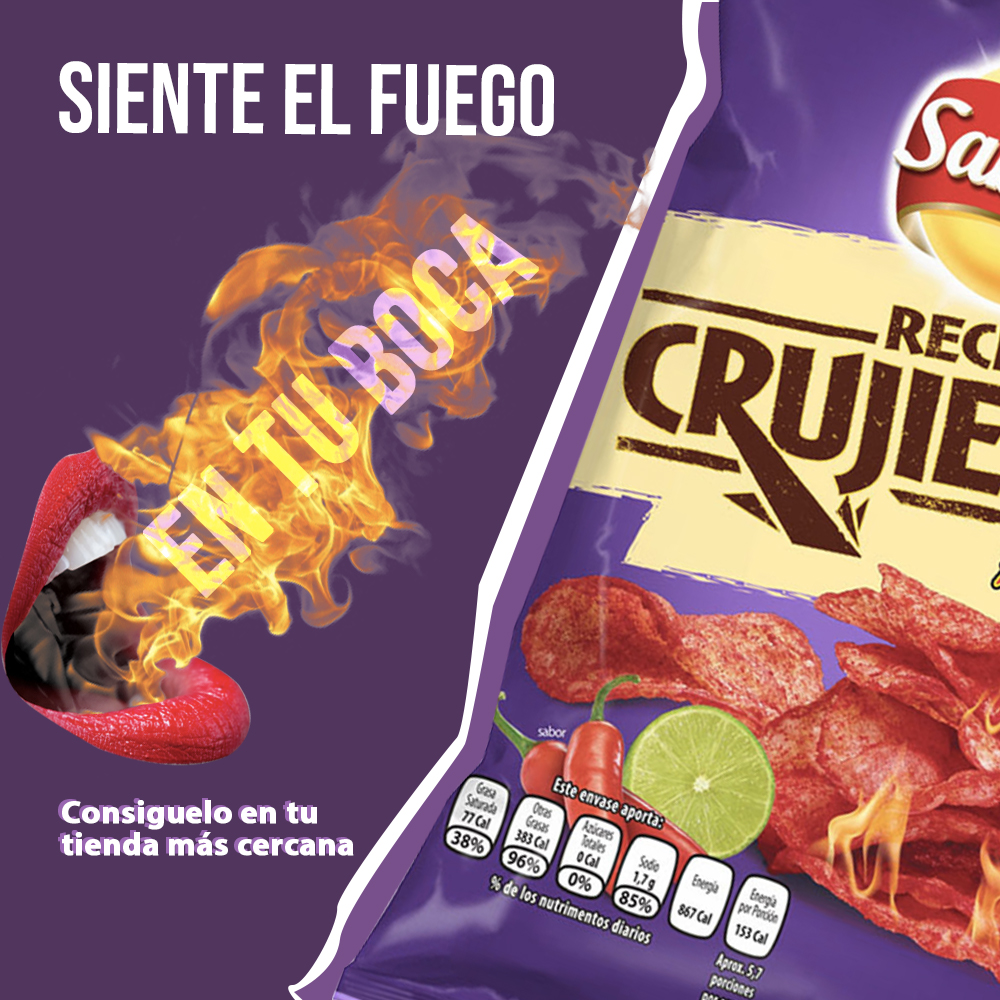 SIENTE EL FUEGO
EN TU BOCA
Consiguelo en tu
tienda más cercana
Sa
REC
CRUJIE
sabor
Este envase aporta:
Grasa
Saturada
77 Cal
38%
Otras
Grasas
383 Cal
96%
Azúcares
Totales
0 Cal
0%
Sodio
1,7 g
85%
Energía
867 Cal
Energía
por Porción
153 Cal
% de los nutrimentos diarios
Aprox. 5,7
porciones